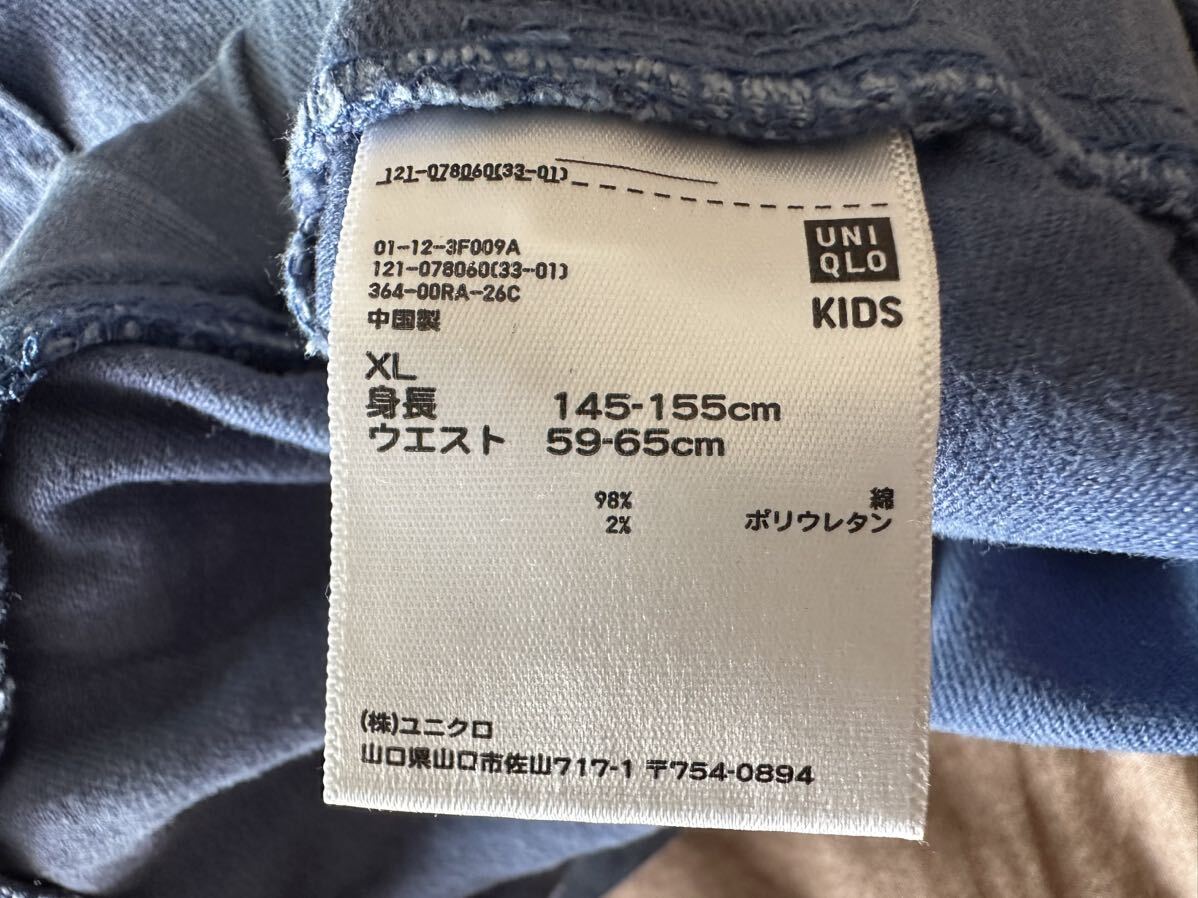 121-078060(33-01)
UNI
QLO
KIDS
01-12-3F009A
121-078060(33-01)
364-00RA-26C
中国製
XL
身長 145-155cm
ウエスト 59-65cm
98% 綿
2% ポリウレタン
(株)ユニクロ
山口県山口市佐山717-1 〒754-0894